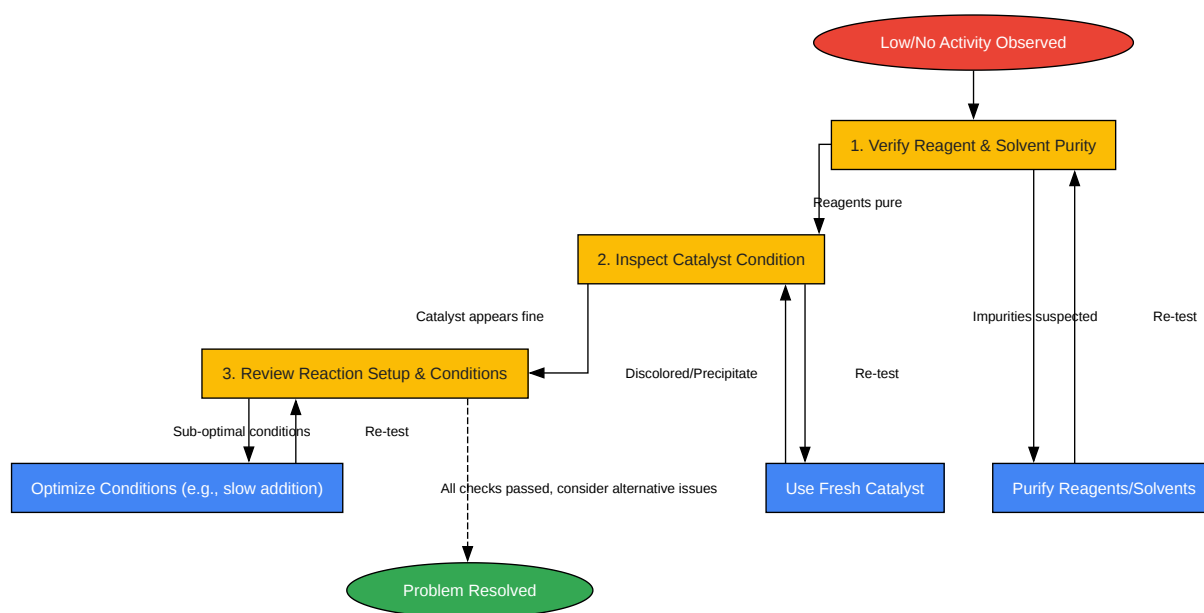 Low/No Activity Observed
1. Verify Reagent & Solvent Purity
Reagents pure
2. Inspect Catalyst Condition
Catalyst appears fine
Impurities suspected
Re-test
3. Review Reaction Setup & Conditions
Discolored/Precipitate
Re-test
Sub-optimal conditions
Re-test
Optimize Conditions (e.g., slow addition)
All checks passed, consider alternative issues
Use Fresh Catalyst
Purify Reagents/Solvents
Problem Resolved